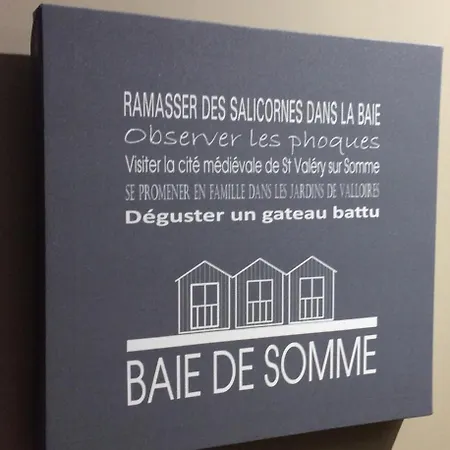 RAMASSER DES SALICORNES DANS LA BAIE
Observer les phoques
Visiter la cité médiévale de St Valéry sur Somme
SE PROMENER EN FAMILLE DANS LES JARDINS DE VALLOIRES
Déguster un gateau battu
BAIE DE SOMME